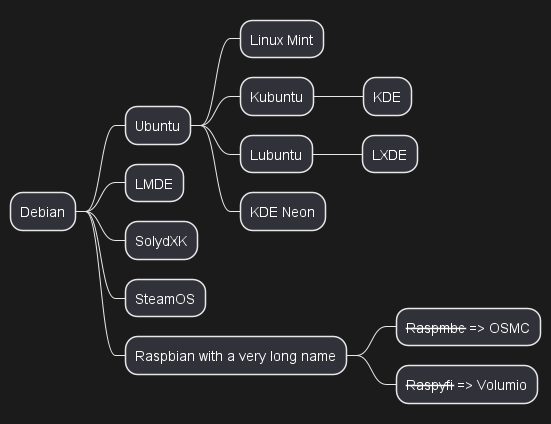 Debian
Ubuntu
Linux Mint
Kubuntu
KDE
Lubuntu
LXDE
KDE Neon
LMDE
SolydXK
SteamOS
Raspbian with a very long name
Raspmbc => OSMC
Raspyfi => Volumio